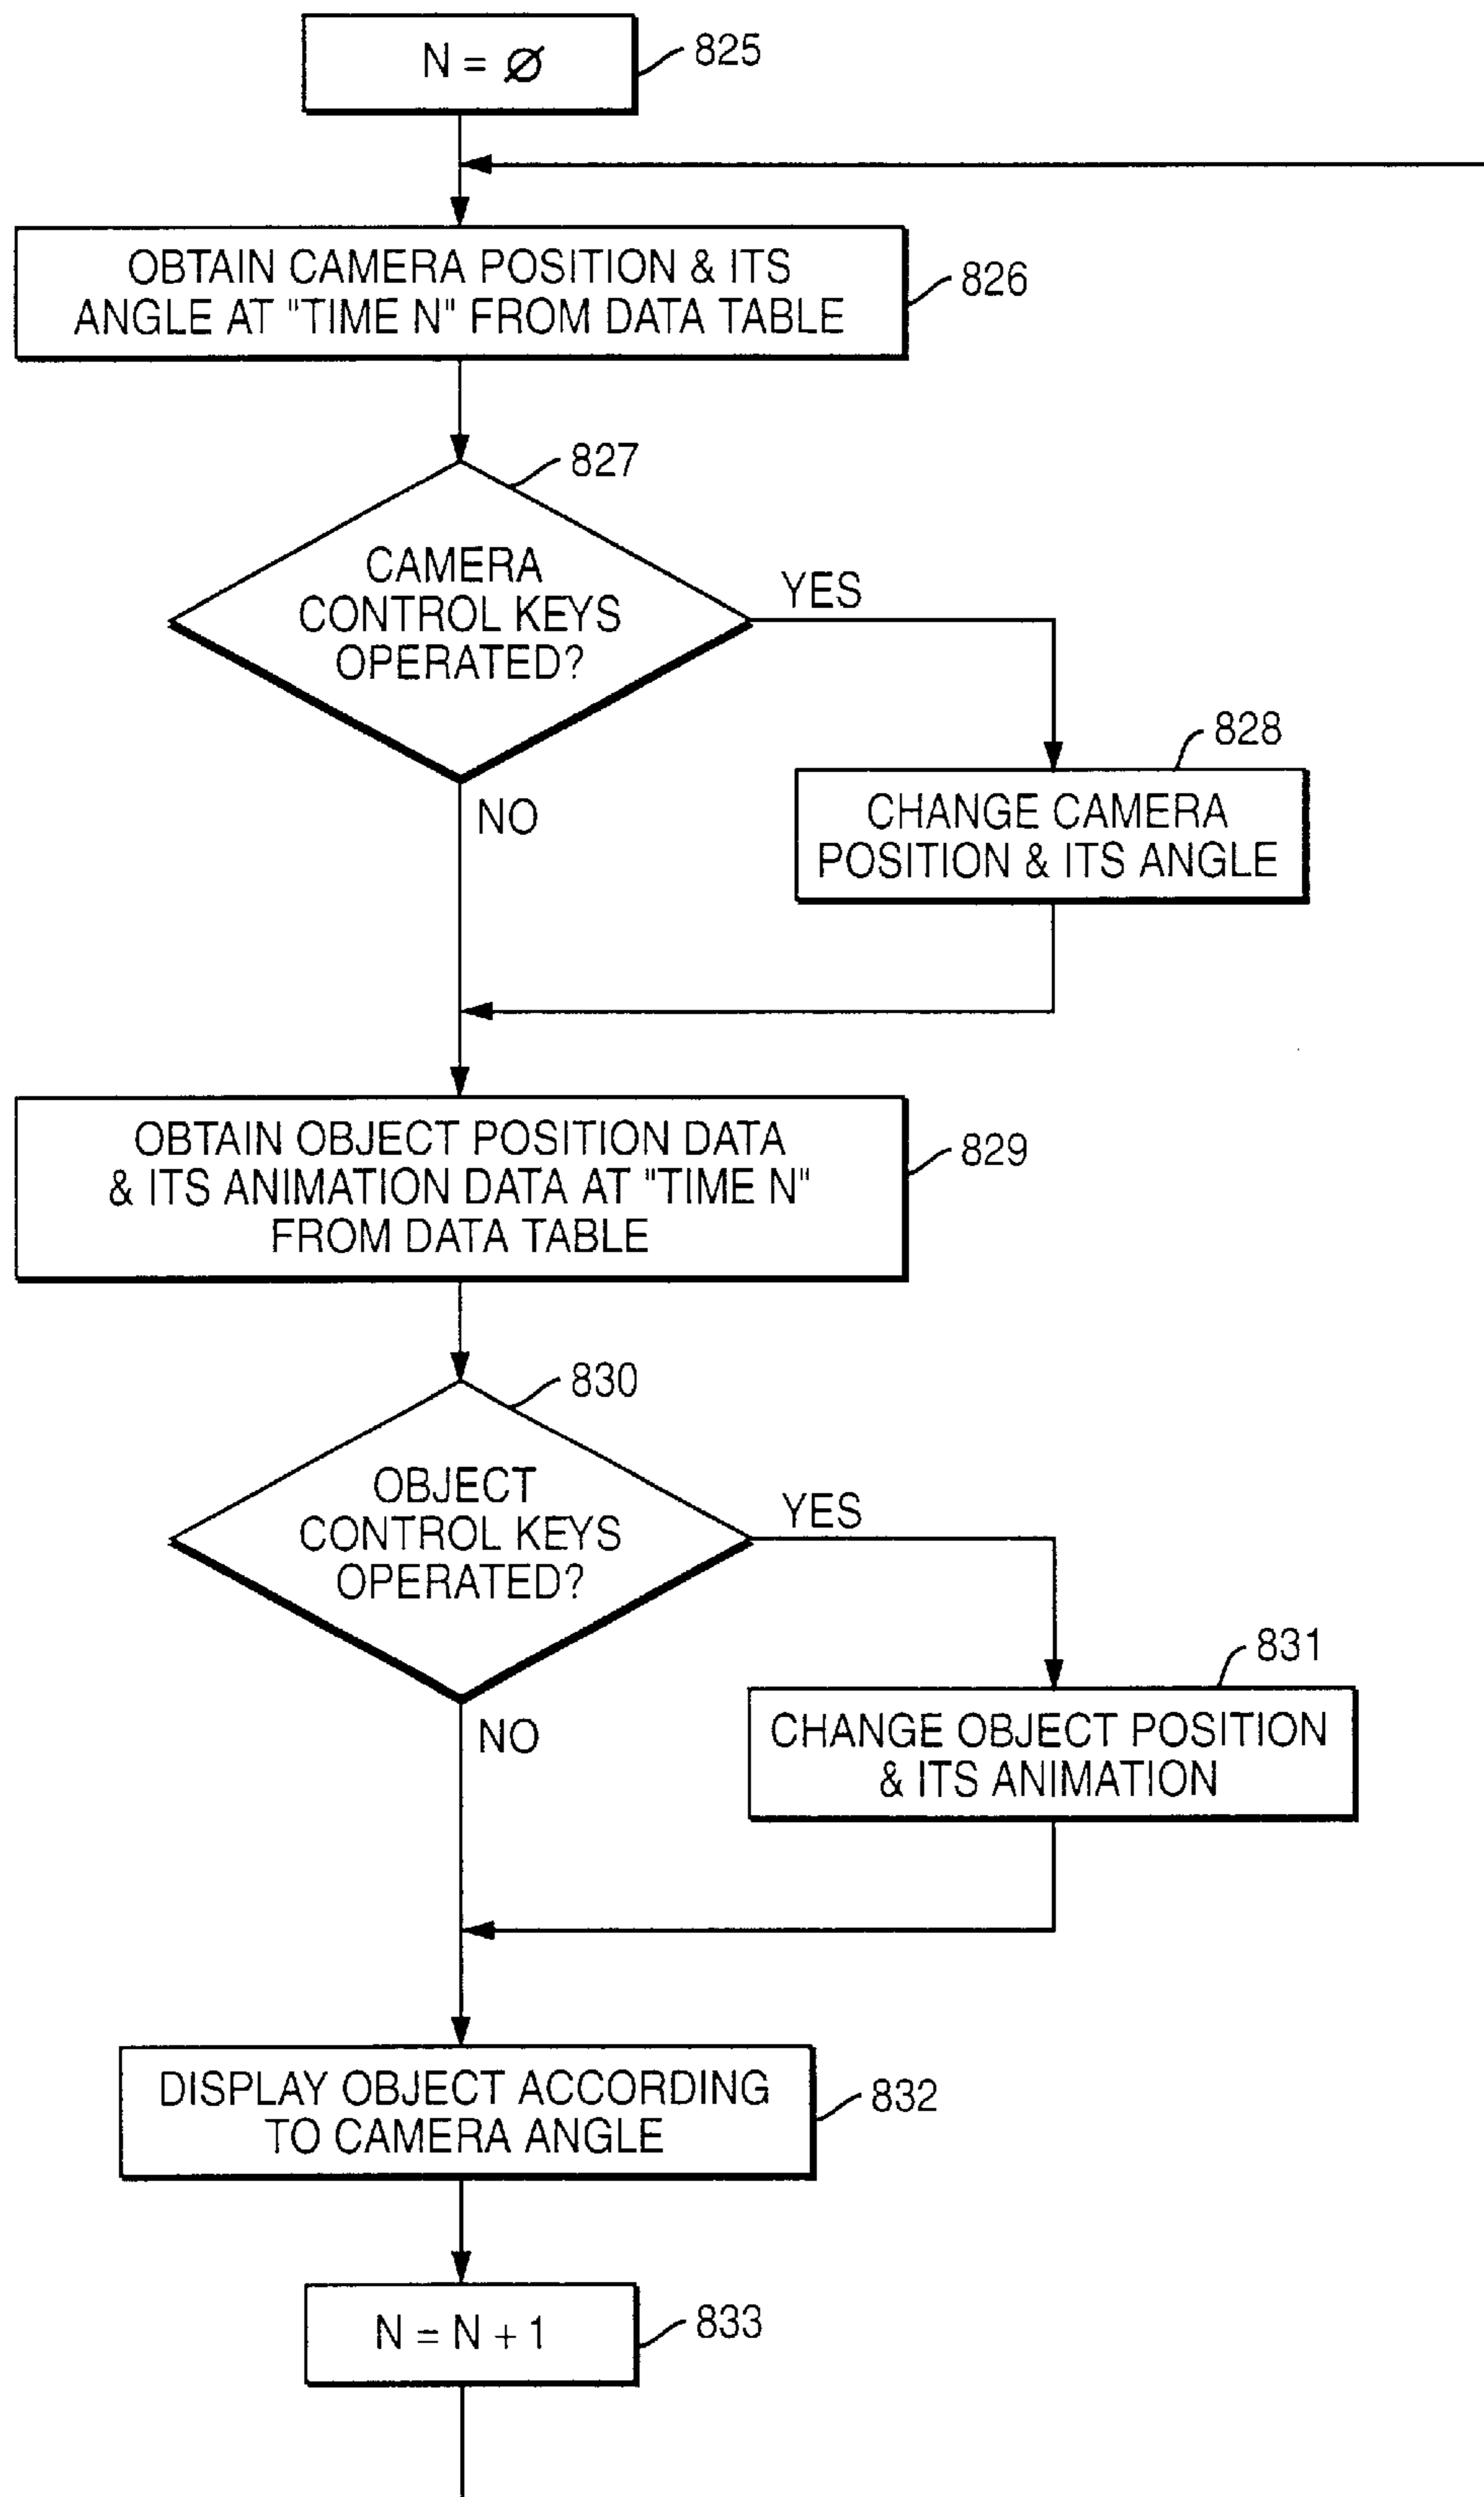 N = Ø
825
OBTAIN CAMERA POSITION & ITS
ANGLE AT "TIME N" FROM DATA TABLE
826
827
CAMERA
CONTROL KEYS
OPERATED?
YES
NO
828
CHANGE CAMERA
POSITION & ITS ANGLE
OBTAIN OBJECT POSITION DATA
& ITS ANIMATION DATA AT "TIME N"
FROM DATA TABLE
829
830
OBJECT
CONTROL KEYS
OPERATED?
YES
NO
831
CHANGE OBJECT POSITION
& ITS ANIMATION
DISPLAY OBJECT ACCORDING
TO CAMERA ANGLE
832
N = N + 1
833